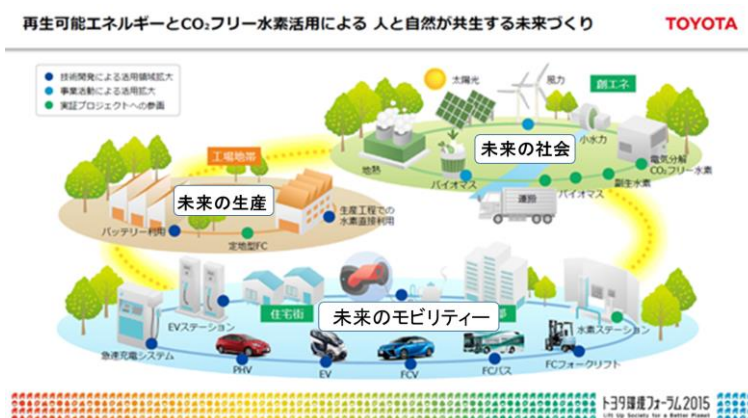 再生可能エネルギーとCO₂フリー水素活用による 人と自然が共生する未来づくり
TOYOTA
技術開発による活用領域拡大
事業活動による活用拡大
実証プロジェクトへの参画
太陽光
風力
創エネ
工場地帯
未来の社会
小水力
地熱
電気分解
CO₂フリー水素
バイオマス
副生水素
バイオマス
運搬
未来の生産
生産工程での
水素直接利用
バッテリー利用
定地型FC
住宅街
未来のモビリティー
部
EVステーション
水素ステーション
急速充電システム
PHV
EV
FCV
FCバス
FCフォークリフト
トヨタ環境フォーラム2015
Lift Up Society for a Better Planet